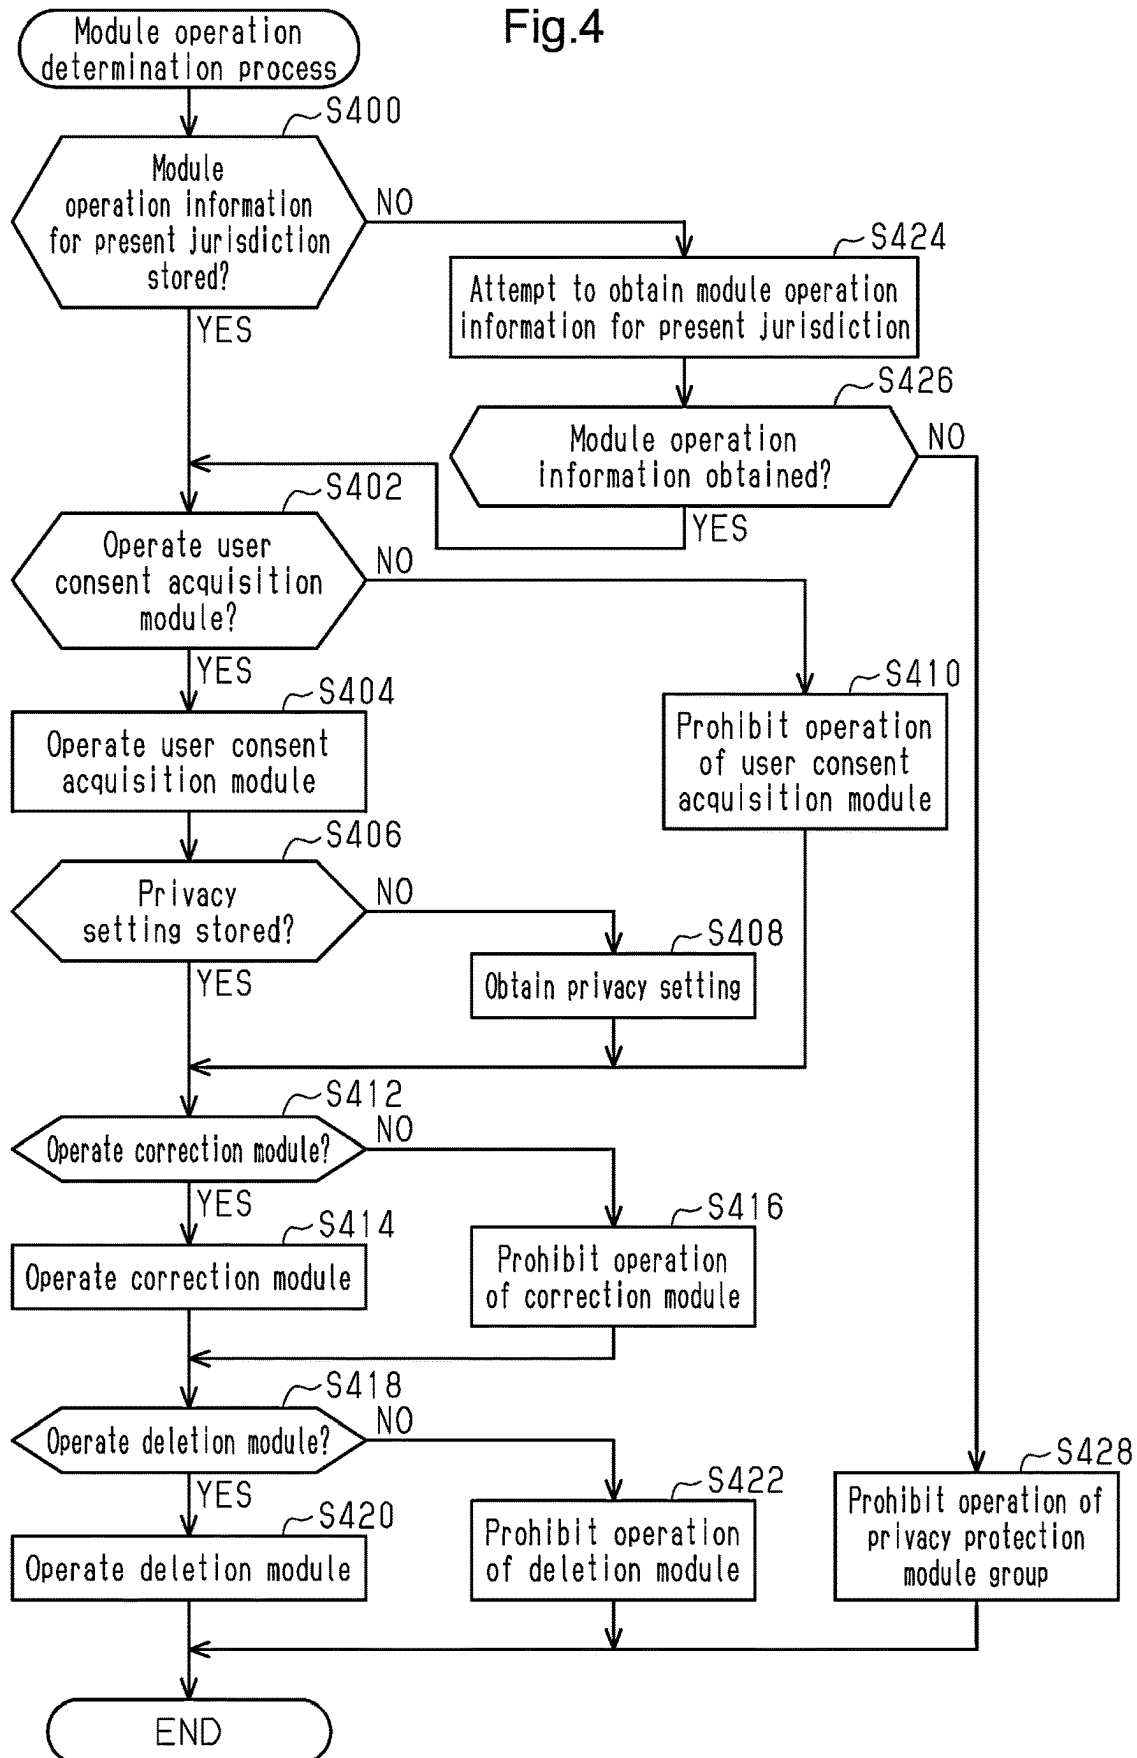 Fig.4
Module operation
determination process
S400
Module
operation information
for present jurisdiction
stored?
NO
YES
S424
Attempt to obtain module operation
information for present jurisdiction
S426
Module operation
information obtained?
NO
YES
S402
Operate user
consent acquisition
module?
NO
YES
S404
Operate user consent
acquisition module
S410
Prohibit operation
of user consent
acquisition module
S406
Privacy
setting stored?
NO
YES
S408
Obtain privacy setting
S412
Operate correction module?
NO
YES
S414
Operate correction module
S416
Prohibit operation
of correction module
S418
Operate deletion module?
NO
YES
S420
Operate deletion module
S422
Prohibit operation
of deletion module
S428
Prohibit operation of
privacy protection
module group
END